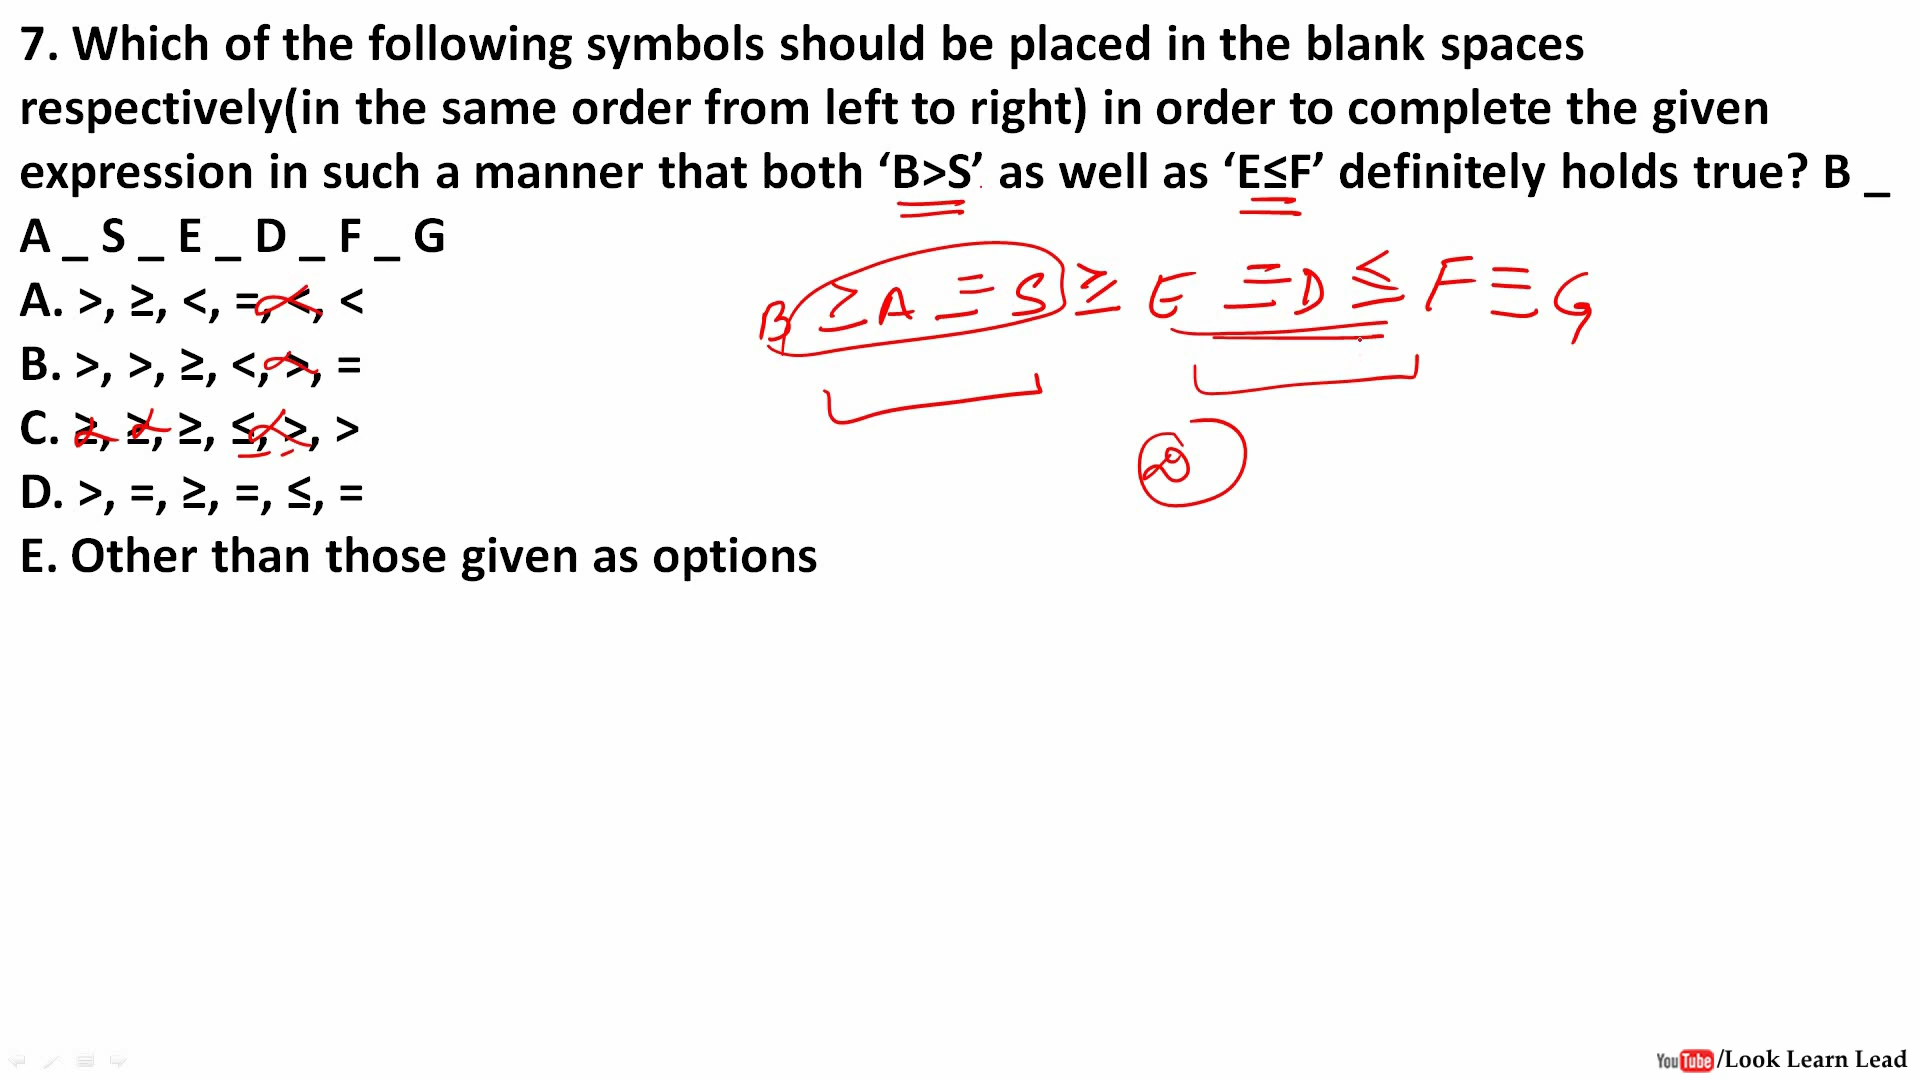 7. Which of the following symbols should be placed in the blank spaces
respectively(in the same order from left to right) in order to complete the given
expression in such a manner that both ‘B>S’ as well as ‘E≤F’ definitely holds true? B _
A _ S _ E _ D _ F _ G
A. >, ≥, <, =, <, <
B. >, >, ≥, <, >, =
C. ≥, ≥, ≥, ≤, >, >
D. >, =, ≥, =, ≤, =
E. Other than those given as options
B > A = S ≥ E = D ≤ F = G
YouTube/Look Learn Lead